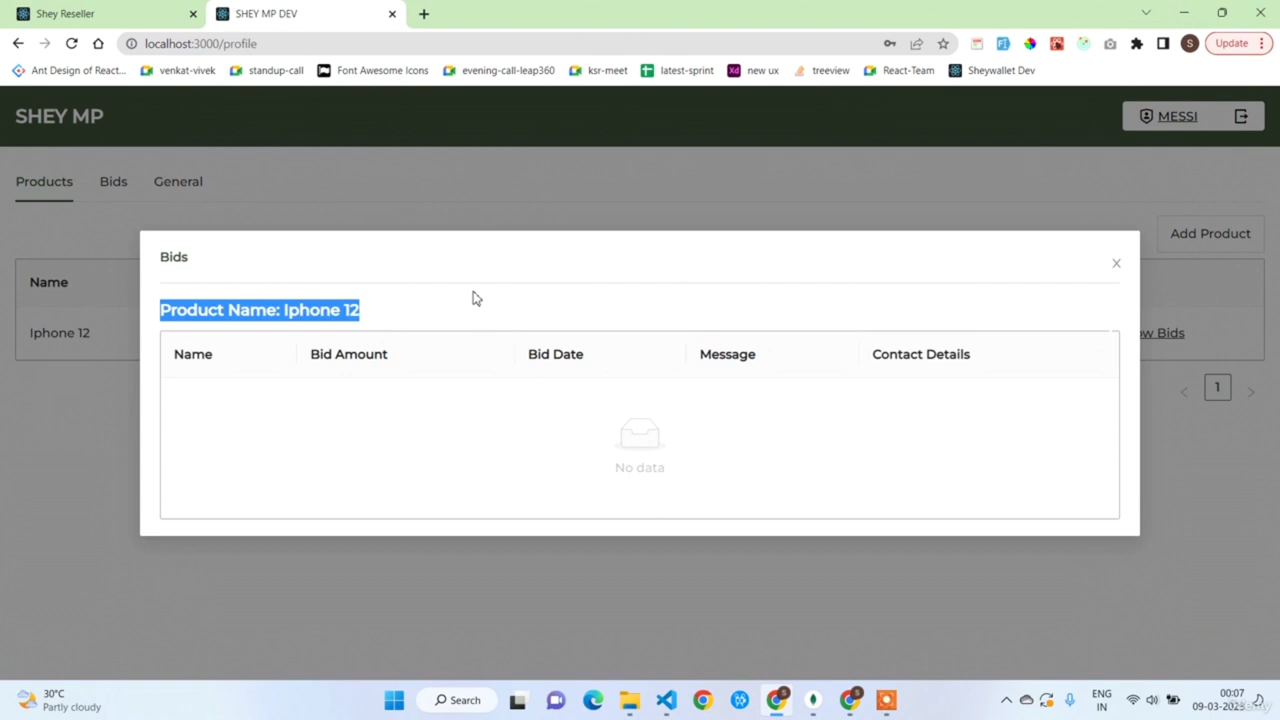 Shey Reseller
SHEY MP DEV
localhost:3000/profile
S
Update
Ant Design of React...
venkat-vivek
standup-call
Font Awesome Icons
evening-call-leap360
ksr-meet
latest-sprint
Xd new ux
treeview
React-Team
Sheywallet Dev
SHEY MP
MESSI
Products
Bids
General
Add Product
Bids
Name
Product Name: Iphone 12
Iphone 12
ow Bids
Name
Bid Amount
Bid Date
Message
Contact Details
1
No data
30°C
Partly cloudy
Search
ENG
IN
00:07
09-03-2023